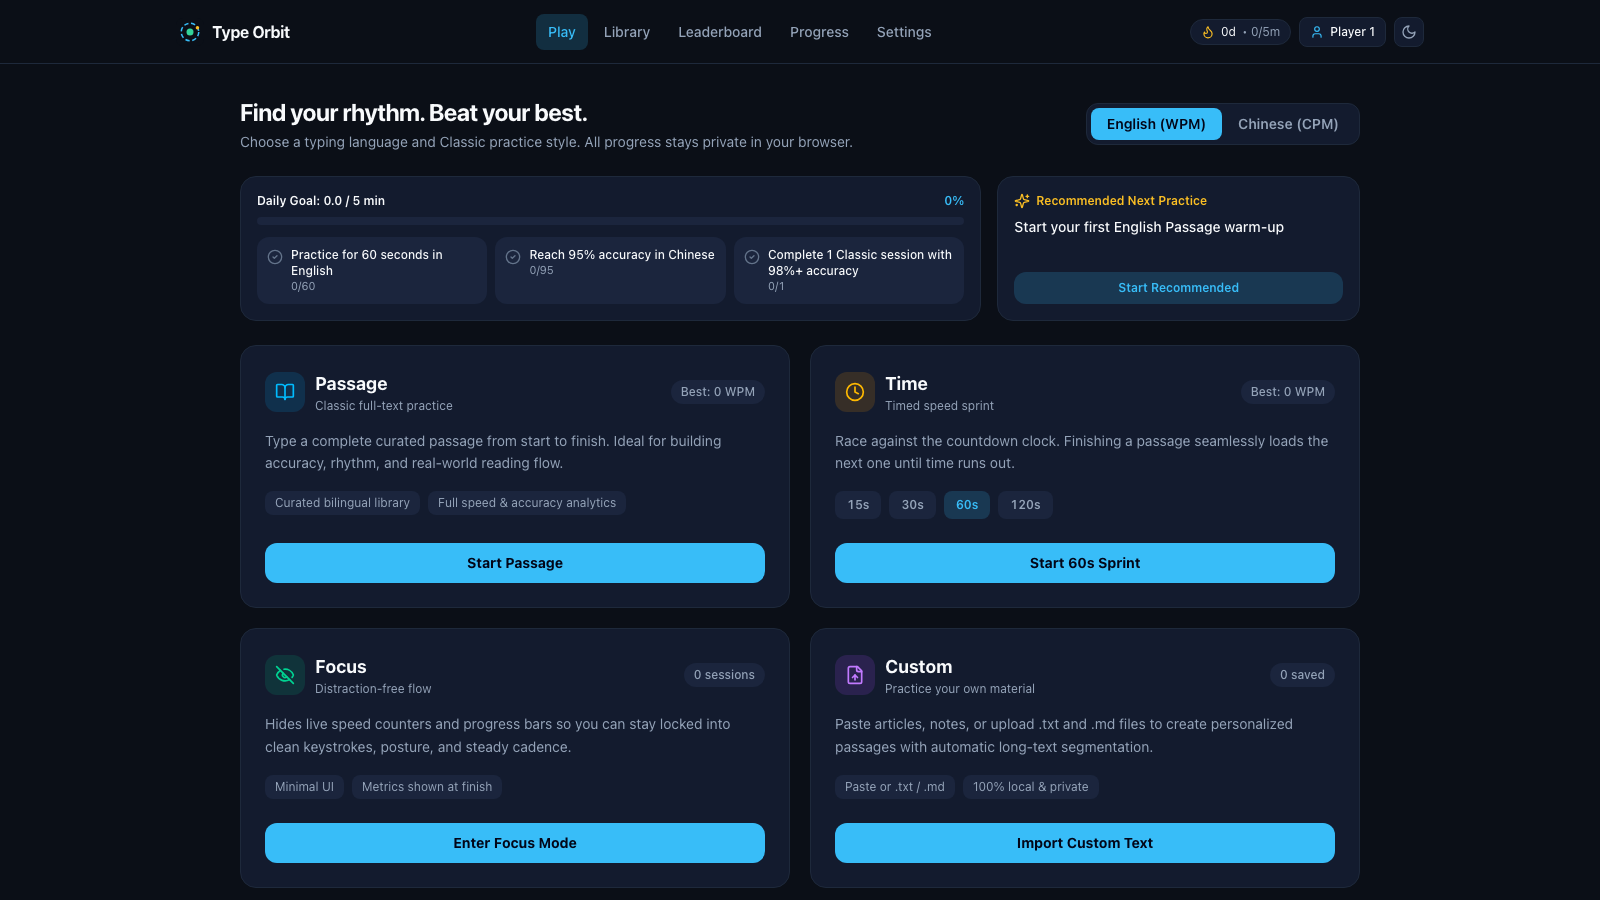 Type Orbit
Play
Library
Leaderboard
Progress
Settings
0d • 0/5m
Player 1
Find your rhythm. Beat your best.
Choose a typing language and Classic practice style. All progress stays private in your browser.
English (WPM)
Chinese (CPM)
Daily Goal: 0.0 / 5 min
0%
Practice for 60 seconds in
English
0/60
Reach 95% accuracy in Chinese
0/95
Complete 1 Classic session with
98%+ accuracy
0/1
Recommended Next Practice
Start your first English Passage warm-up
Start Recommended
Passage
Classic full-text practice
Best: 0 WPM
Type a complete curated passage from start to finish. Ideal for building
accuracy, rhythm, and real-world reading flow.
Curated bilingual library
Full speed & accuracy analytics
Start Passage
Time
Timed speed sprint
Best: 0 WPM
Race against the countdown clock. Finishing a passage seamlessly loads the
next one until time runs out.
15s
30s
60s
120s
Start 60s Sprint
Focus
Distraction-free flow
0 sessions
Hides live speed counters and progress bars so you can stay locked into
clean keystrokes, posture, and steady cadence.
Minimal UI
Metrics shown at finish
Enter Focus Mode
Custom
Practice your own material
0 saved
Paste articles, notes, or upload .txt and .md files to create personalized
passages with automatic long-text segmentation.
Paste or .txt / .md
100% local & private
Import Custom Text